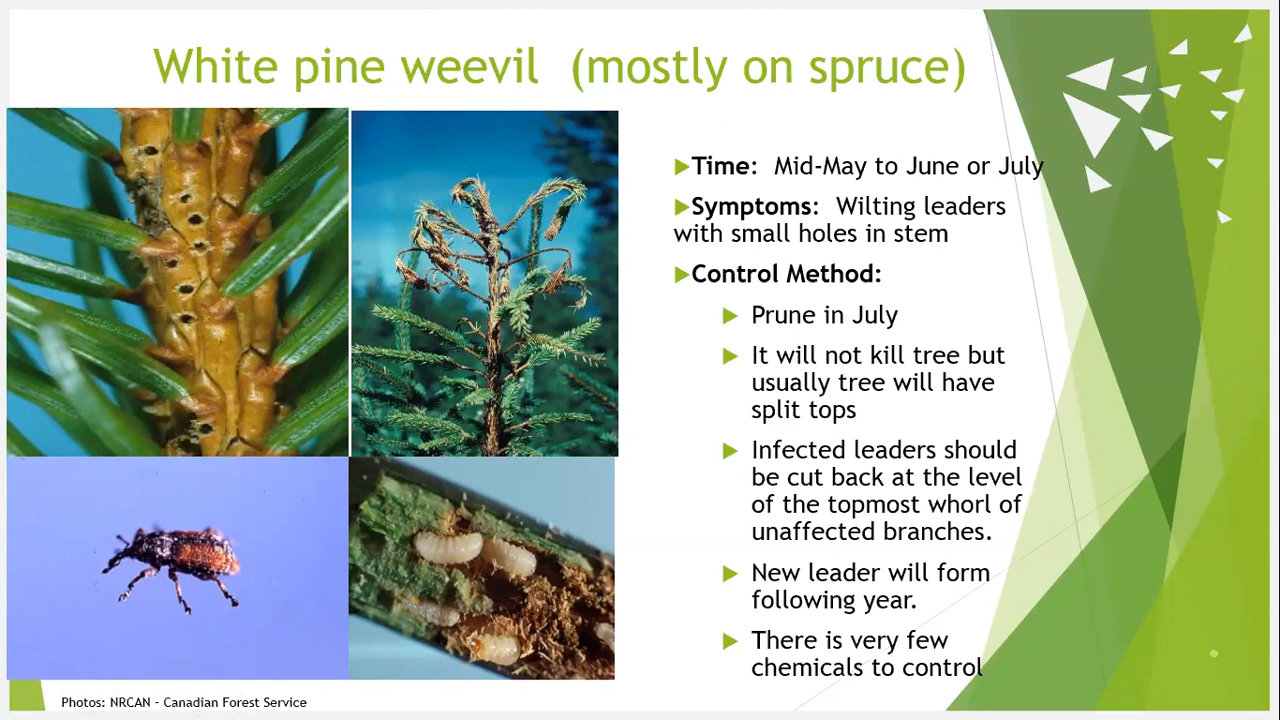 White pine weevil (mostly on spruce)
Time: Mid-May to June or July
Symptoms: Wilting leaders
with small holes in stem
Control Method:
Prune in July
It will not kill tree but
usually tree will have
split tops
Infected leaders should
be cut back at the level
of the topmost whorl of
unaffected branches.
New leader will form
following year.
There is very few
chemicals to control
Photos: NRCAN - Canadian Forest Service